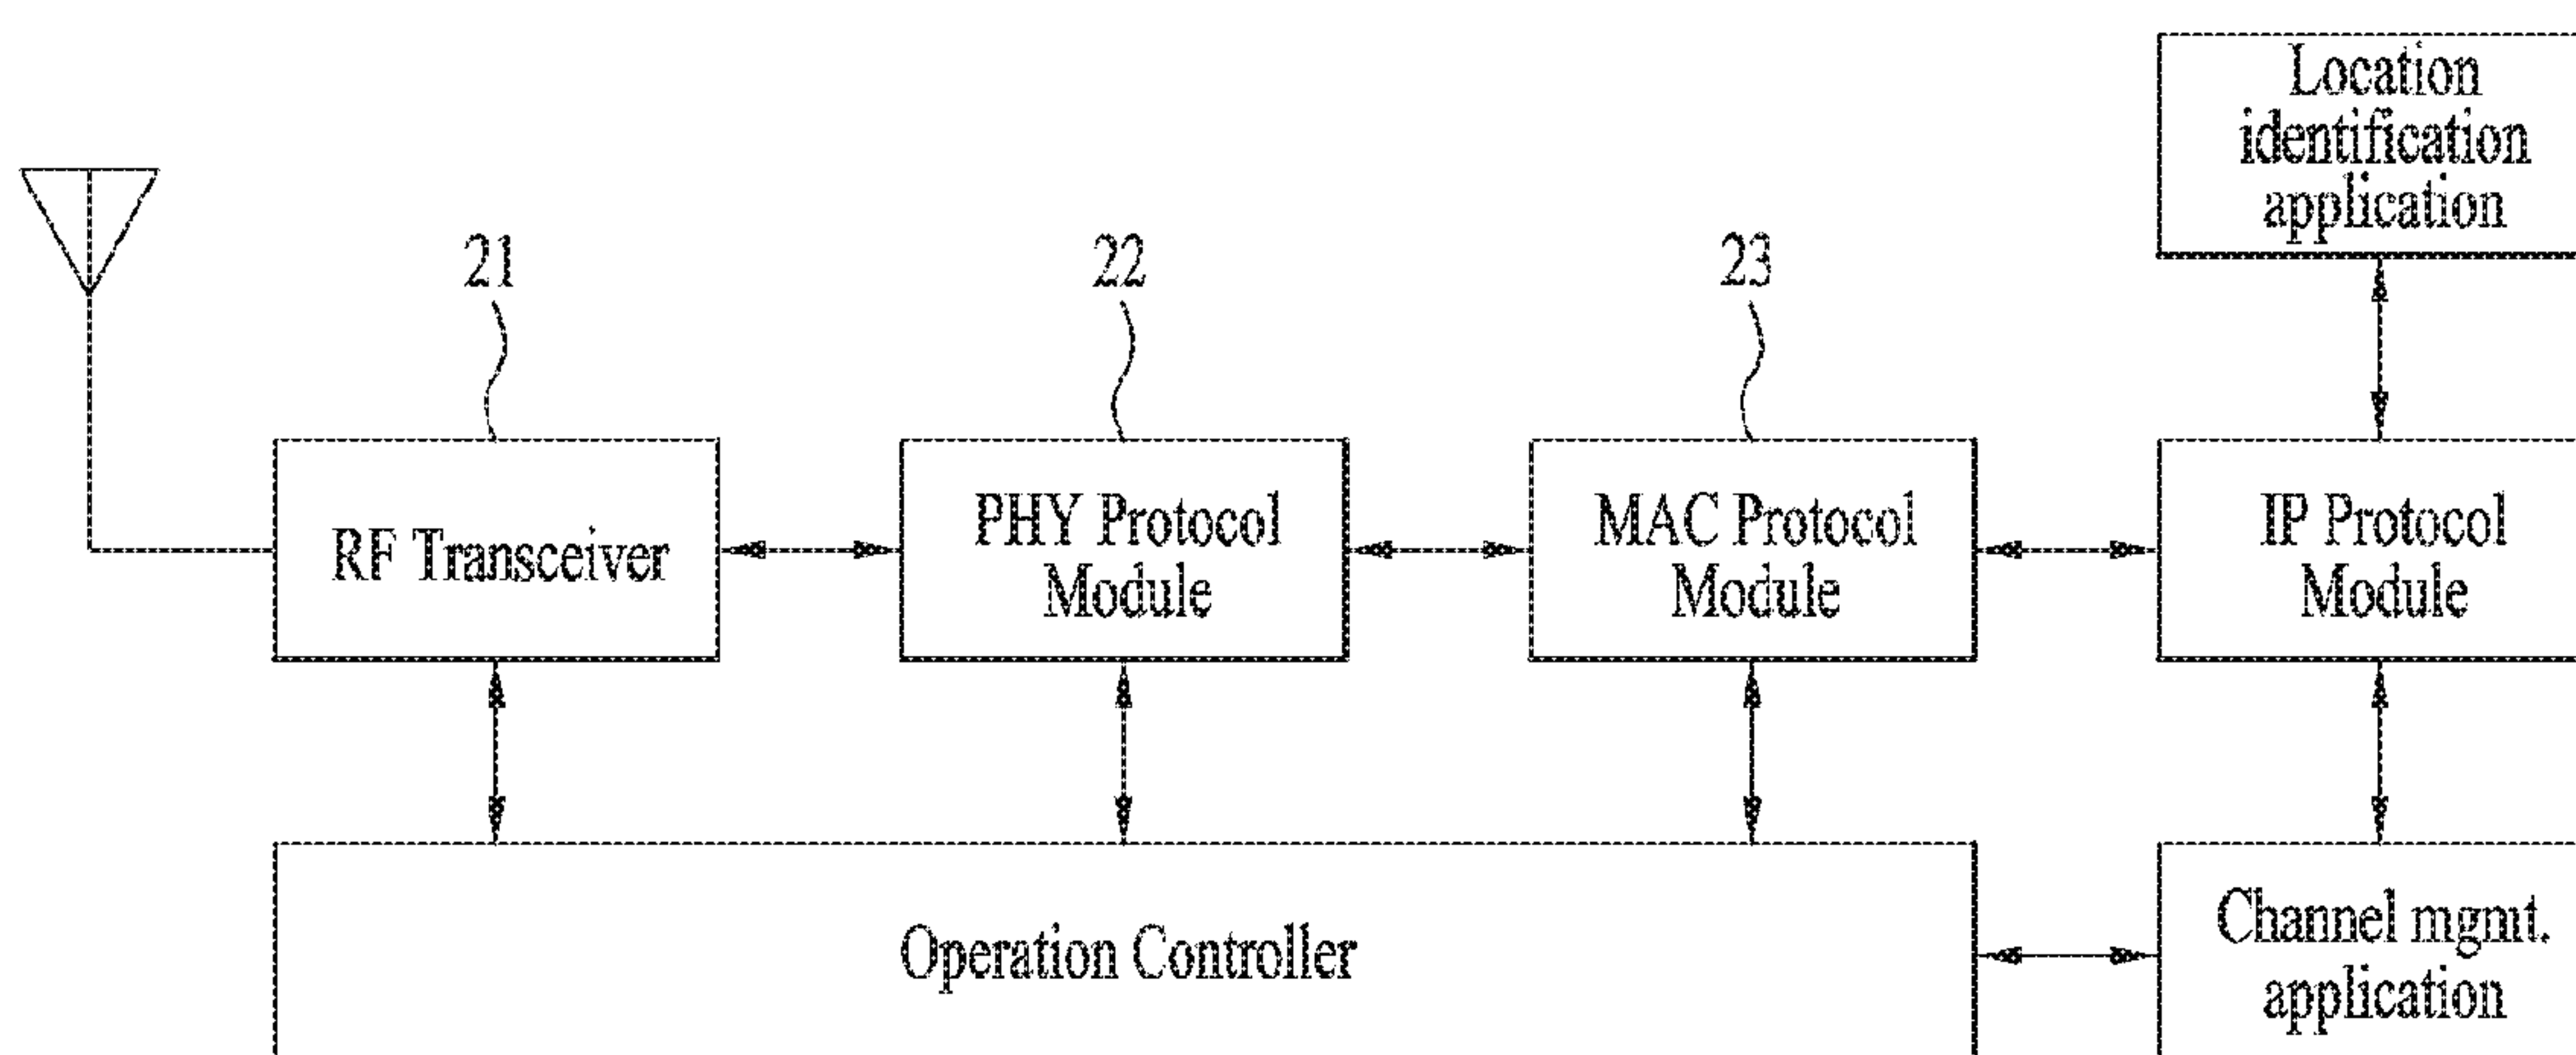 Location
identification
application
21
22
23
RF Transceiver
PHY Protocol
Module
MAC Protocol
Module
IP Protocol
Module
Operation Controller
Channel mgmt.
application